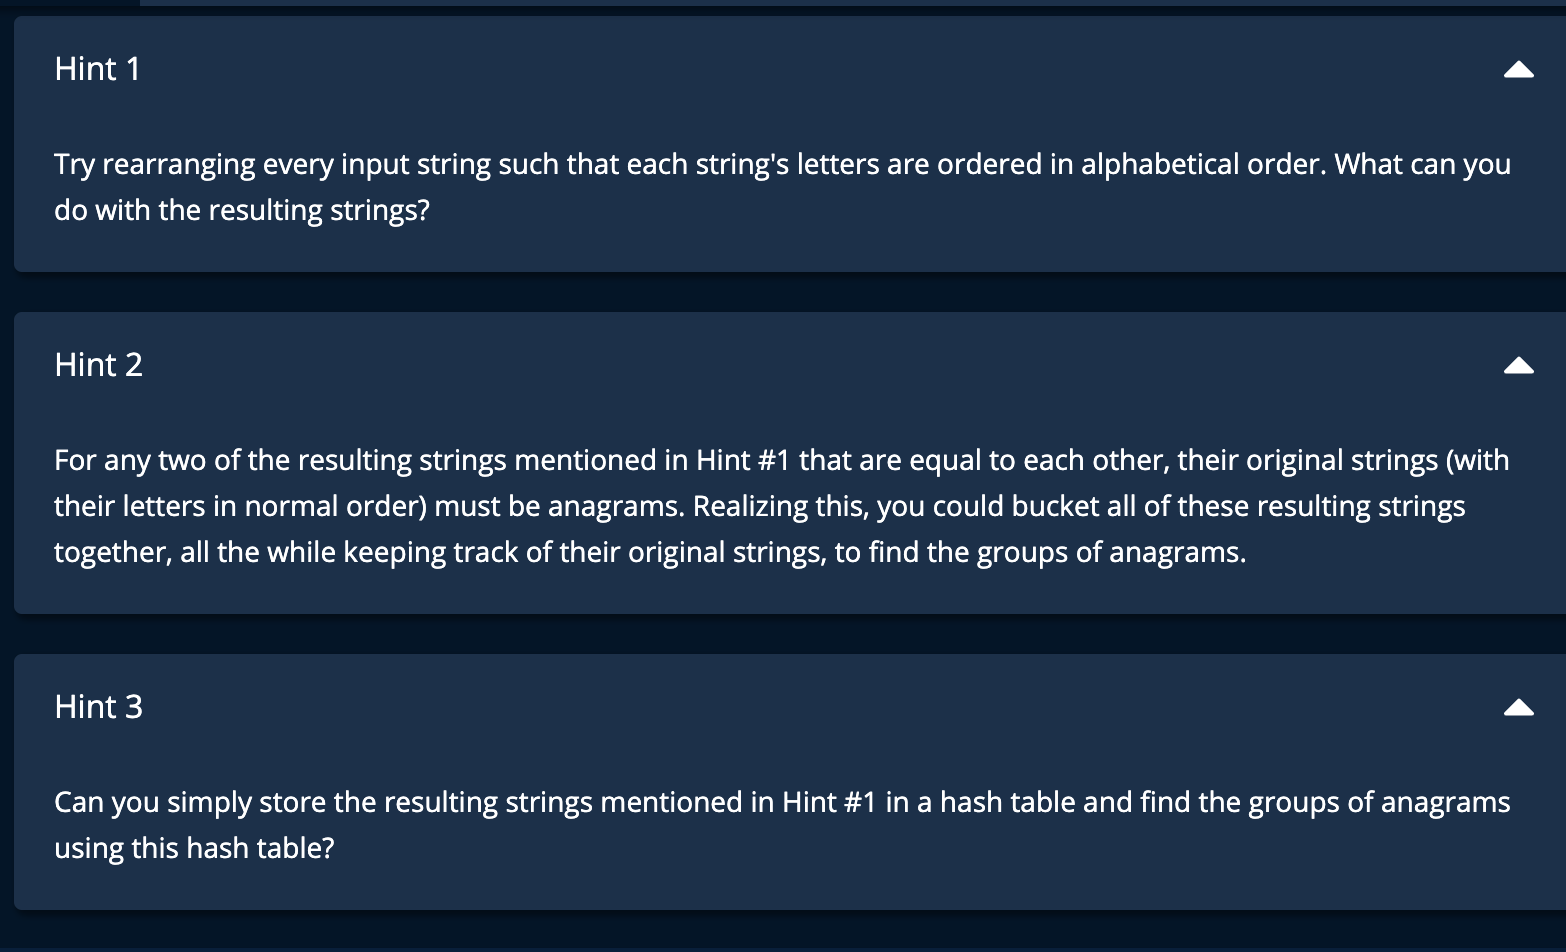 Hint 1
Try rearranging every input string such that each string's letters are ordered in alphabetical order. What can you
do with the resulting strings?
Hint 2
For any two of the resulting strings mentioned in Hint #1 that are equal to each other, their original strings (with
their letters in normal order) must be anagrams. Realizing this, you could bucket all of these resulting strings
together, all the while keeping track of their original strings, to find the groups of anagrams.
Hint 3
Can you simply store the resulting strings mentioned in Hint #1 in a hash table and find the groups of anagrams
using this hash table?